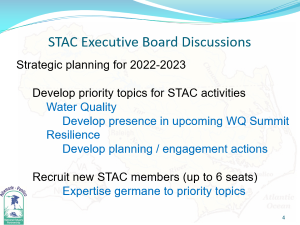 STAC Executive Board Discussions
Strategic planning for 2022-2023
Develop priority topics for STAC activities
Water Quality
Develop presence in upcoming WQ Summit
Resilience
Develop planning / engagement actions
Recruit new STAC members (up to 6 seats)
Expertise germane to priority topics
4